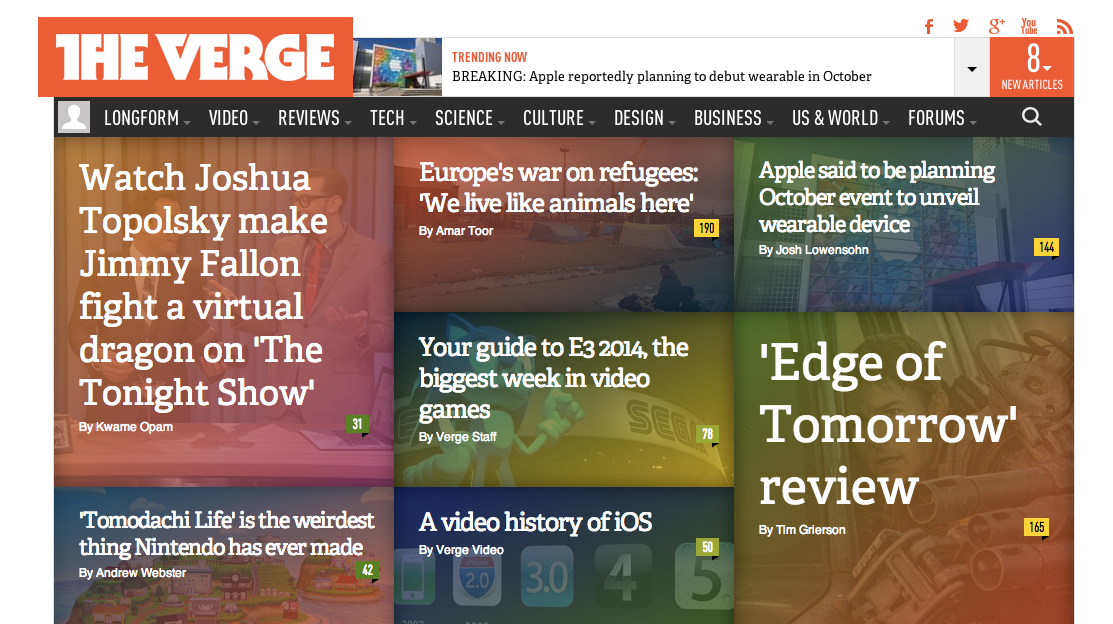 THE VERGE
You
Tube
TRENDING NOW
BREAKING: Apple reportedly planning to debut wearable in October
8
NEW ARTICLES
LONGFORM VIDEO REVIEWS TECH SCIENCE CULTURE DESIGN BUSINESS US & WORLD FORUMS
Watch Joshua
Topolsky make
Jimmy Fallon
fight a virtual
dragon on 'The
Tonight Show'
By Kwame Opam
31
Europe's war on refugees:
'We live like animals here'
By Amar Toor
190
Apple said to be planning
October event to unveil
wearable device
By Josh Lowensohn
144
Your guide to E3 2014, the
biggest week in video
games
By Verge Staff
78
SEGA
'Edge of
Tomorrow'
review
By Tim Grierson
165
'Tomodachi Life' is the weirdest
thing Nintendo has ever made
By Andrew Webster
42
A video history of iOS
By Verge Video
50
iPhone
2.0
3.0
4
5